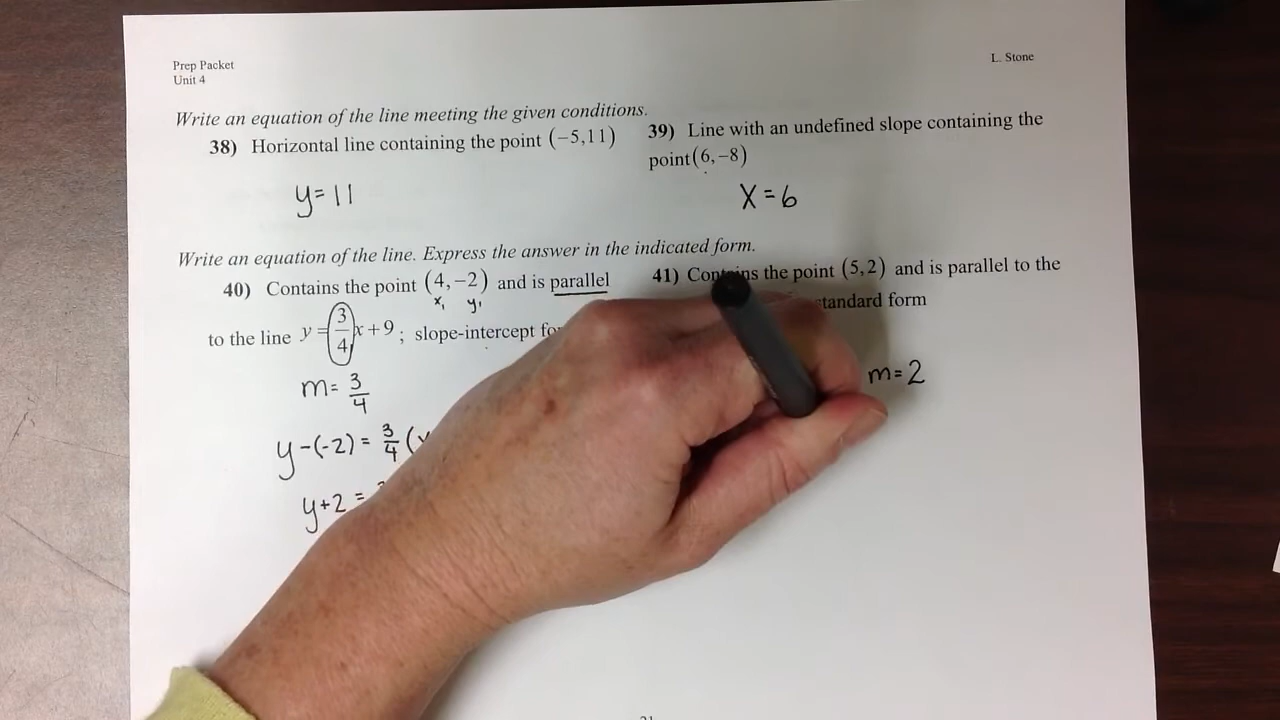 Prep Packet
Unit 4
L. Stone
Write an equation of the line meeting the given conditions.
38) Horizontal line containing the point (−5,11)
y=11
39) Line with an undefined slope containing the
point(6,−8)
X=6
Write an equation of the line. Express the answer in the indicated form.
40) Contains the point (4,−2) and is parallel
x₁ y₁
to the line y = 3/4 x + 9 ; slope-intercept
m= 3/4
y-(-2) = 3/4 (
y+2 =
41) Contains the point (5,2) and is parallel to the
standard form
m=2